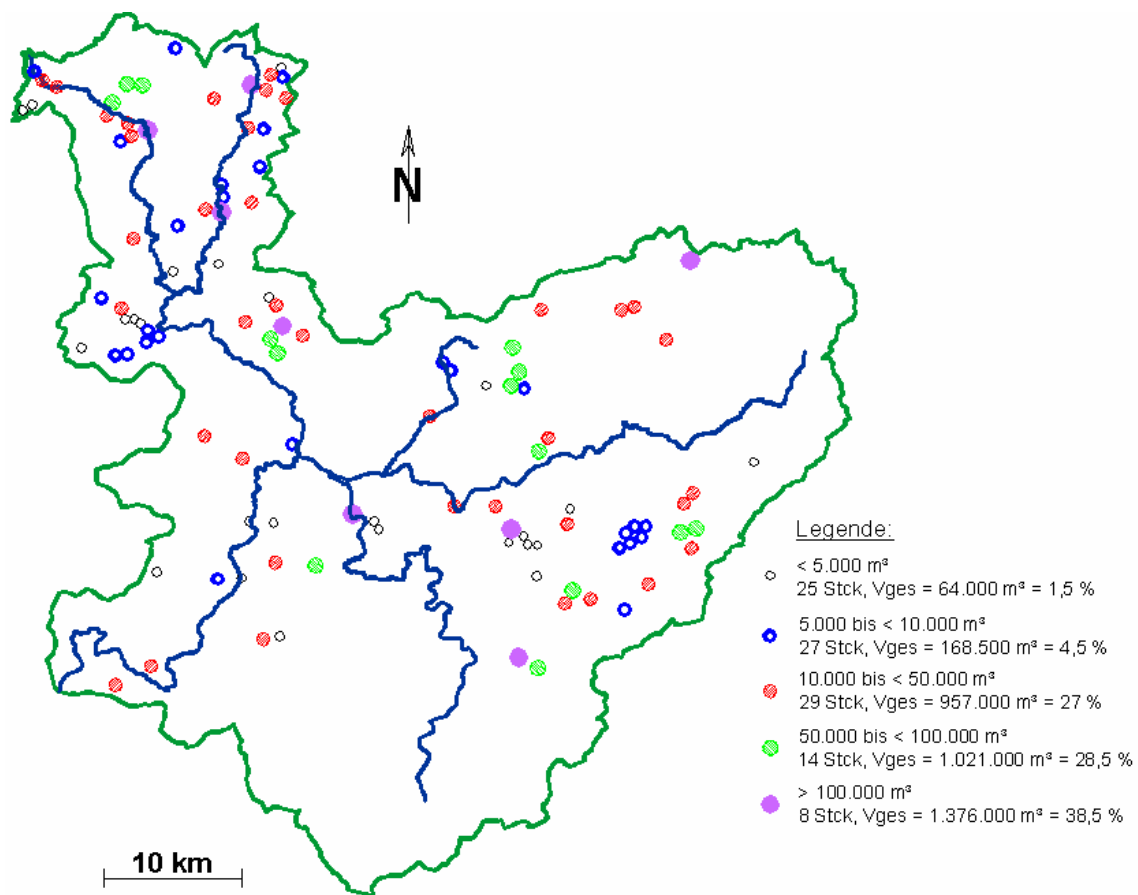 N
Legende:
< 5.000 m³
25 Stck, Vges = 64.000 m³ = 1,5 %
5.000 bis < 10.000 m³
27 Stck, Vges = 168.500 m³ = 4,5 %
10.000 bis < 50.000 m³
29 Stck, Vges = 957.000 m³ = 27 %
50.000 bis < 100.000 m³
14 Stck, Vges = 1.021.000 m³ = 28,5 %
> 100.000 m³
8 Stck, Vges = 1.376.000 m³ = 38,5 %
10 km